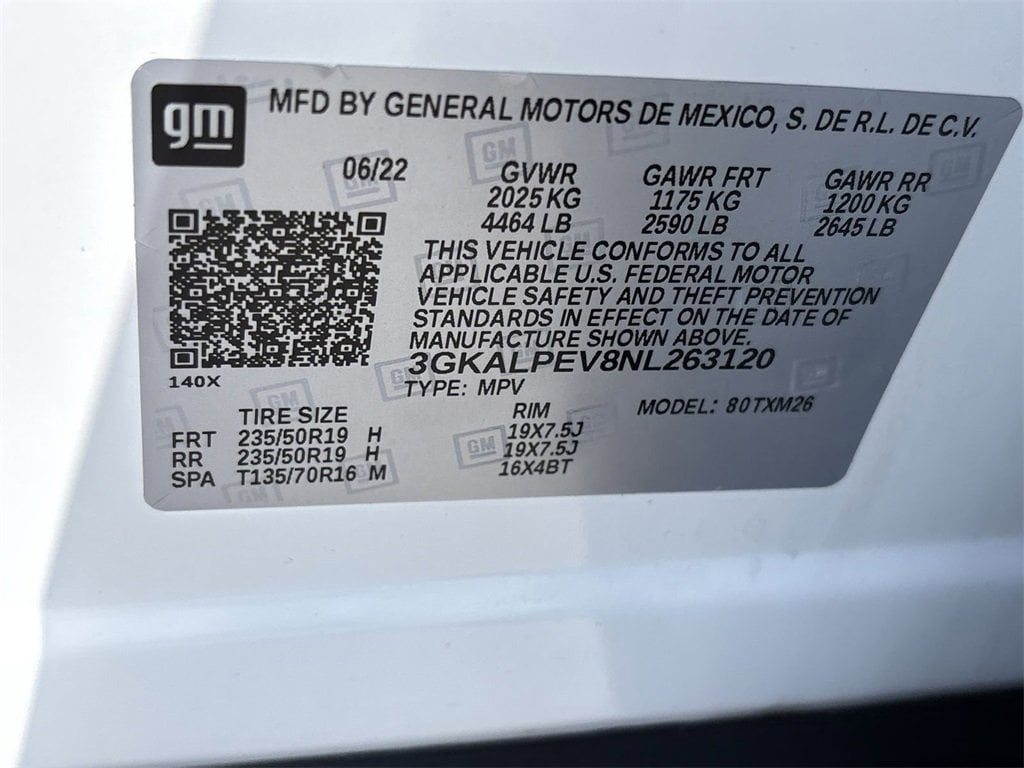 gm MFD BY GENERAL MOTORS DE MEXICO, S. DE R.L. DE C.V.
06/22 GVWR GAWR FRT GAWR RR
2025 KG 1175 KG 1200 KG
4464 LB 2590 LB 2645 LB
THIS VEHICLE CONFORMS TO ALL
APPLICABLE U.S. FEDERAL MOTOR
VEHICLE SAFETY AND THEFT PREVENTION
STANDARDS IN EFFECT ON THE DATE OF
MANUFACTURE SHOWN ABOVE.
3GKALPEV8NL263120
140X
TYPE: MPV
TIRE SIZE RIM MODEL: 80TXM26
FRT 235/50R19 H 19X7.5J
RR 235/50R19 H 19X7.5J
SPA T135/70R16 M 16X4BT